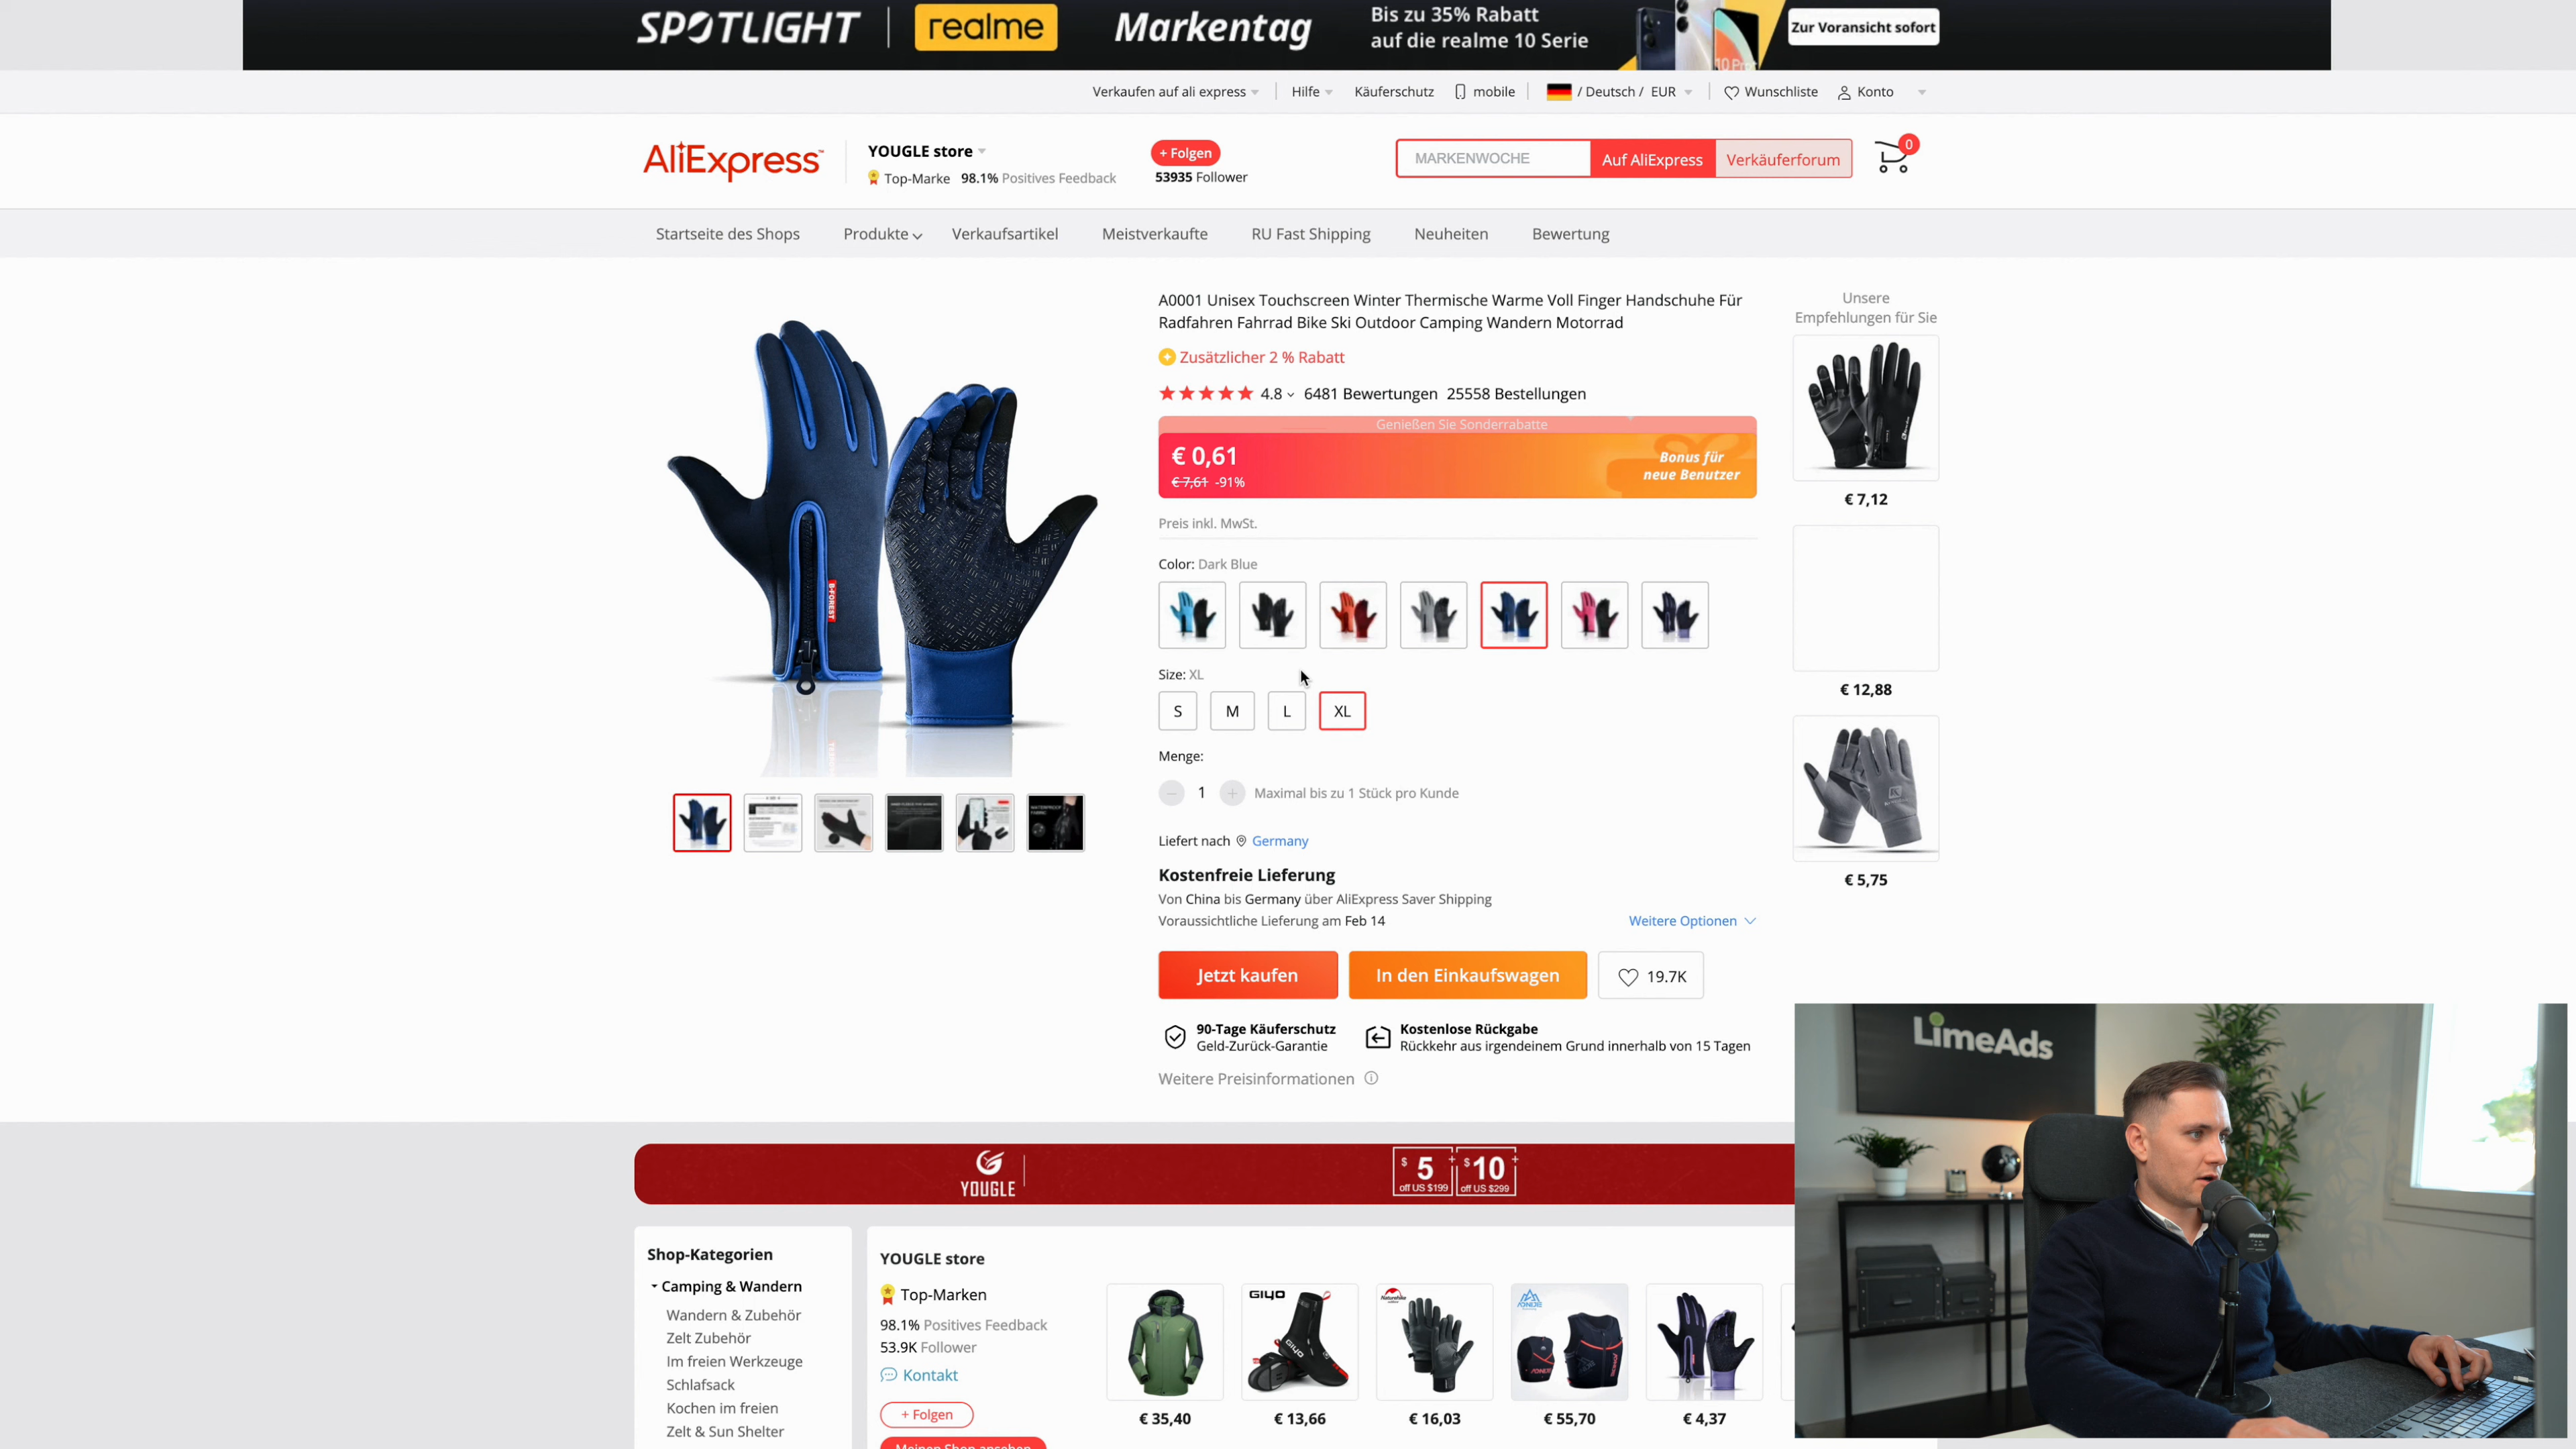 SPOTLIGHT
realme
Markentag
Bis zu 35% Rabatt
auf die realme 10 Serie
Zur Voransicht sofort
Verkaufen auf ali express
Hilfe
Käuferschutz
mobile
/ Deutsch / EUR
Wunschliste
Konto
AliExpress
YOUGLE store
Top-Marke 98.1% Positives Feedback
+ Folgen
53935 Follower
MARKENWOCHE
Auf AliExpress
Verkäuferforum
0
Startseite des Shops
Produkte
Verkaufsartikel
Meistverkaufte
RU Fast Shipping
Neuheiten
Bewertung
A0001 Unisex Touchscreen Winter Thermische Warme Voll Finger Handschuhe Für
Radfahren Fahrrad Bike Ski Outdoor Camping Wandern Motorrad
Zusätzlicher 2 % Rabatt
4.8 6481 Bewertungen 25558 Bestellungen
Genießen Sie Sonderrabatte
€ 0,61
€ 7,61 -91%
Bonus für
neue Benutzer
Preis inkl. MwSt.
Color: Dark Blue
Size: XL
S
M
L
XL
Menge:
1
Maximal bis zu 1 Stück pro Kunde
Liefert nach Germany
Kostenfreie Lieferung
Von China bis Germany über AliExpress Saver Shipping
Voraussichtliche Lieferung am Feb 14
Weitere Optionen
Jetzt kaufen
In den Einkaufswagen
19.7K
90-Tage Käuferschutz
Geld-Zurück-Garantie
Kostenlose Rückgabe
Rückkehr aus irgendeinem Grund innerhalb von 15 Tagen
Weitere Preisinformationen
Unsere
Empfehlungen für Sie
€ 7,12
€ 12,88
€ 5,75
B-FOREST
LimeAds
YOUGLE
$ 5 +
off US $199
$ 10 +
off US $299
Shop-Kategorien
Camping & Wandern
Wandern & Zubehör
Zelt Zubehör
Im freien Werkzeuge
Schlafsack
Kochen im freien
Zelt & Sun Shelter
YOUGLE store
Top-Marken
98.1% Positives Feedback
53.9K Follower
Kontakt
+ Folgen
Meinen Shop ansehen
GIYO
Naturehike
AONIJIE
€ 35,40
€ 13,66
€ 16,03
€ 55,70
€ 4,37